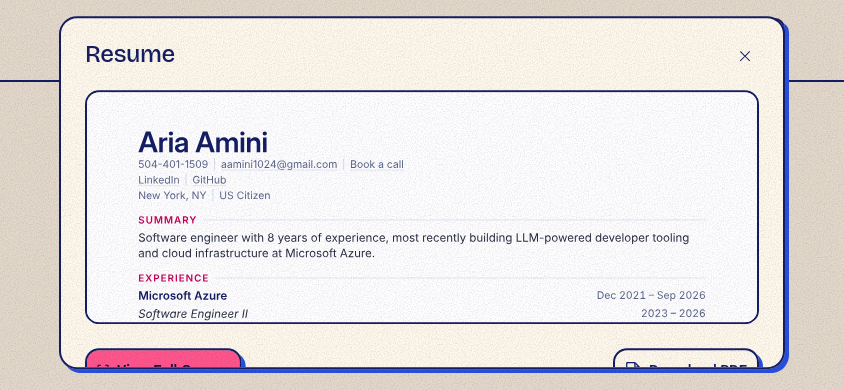 Resume
Aria Amini
504-401-1509 | aamini1024@gmail.com | Book a call
LinkedIn | GitHub
New York, NY | US Citizen
SUMMARY
Software engineer with 8 years of experience, most recently building LLM-powered developer tooling
and cloud infrastructure at Microsoft Azure.
EXPERIENCE
Microsoft Azure Dec 2021 – Sep 2026
Software Engineer II 2023 – 2026
Download PDF